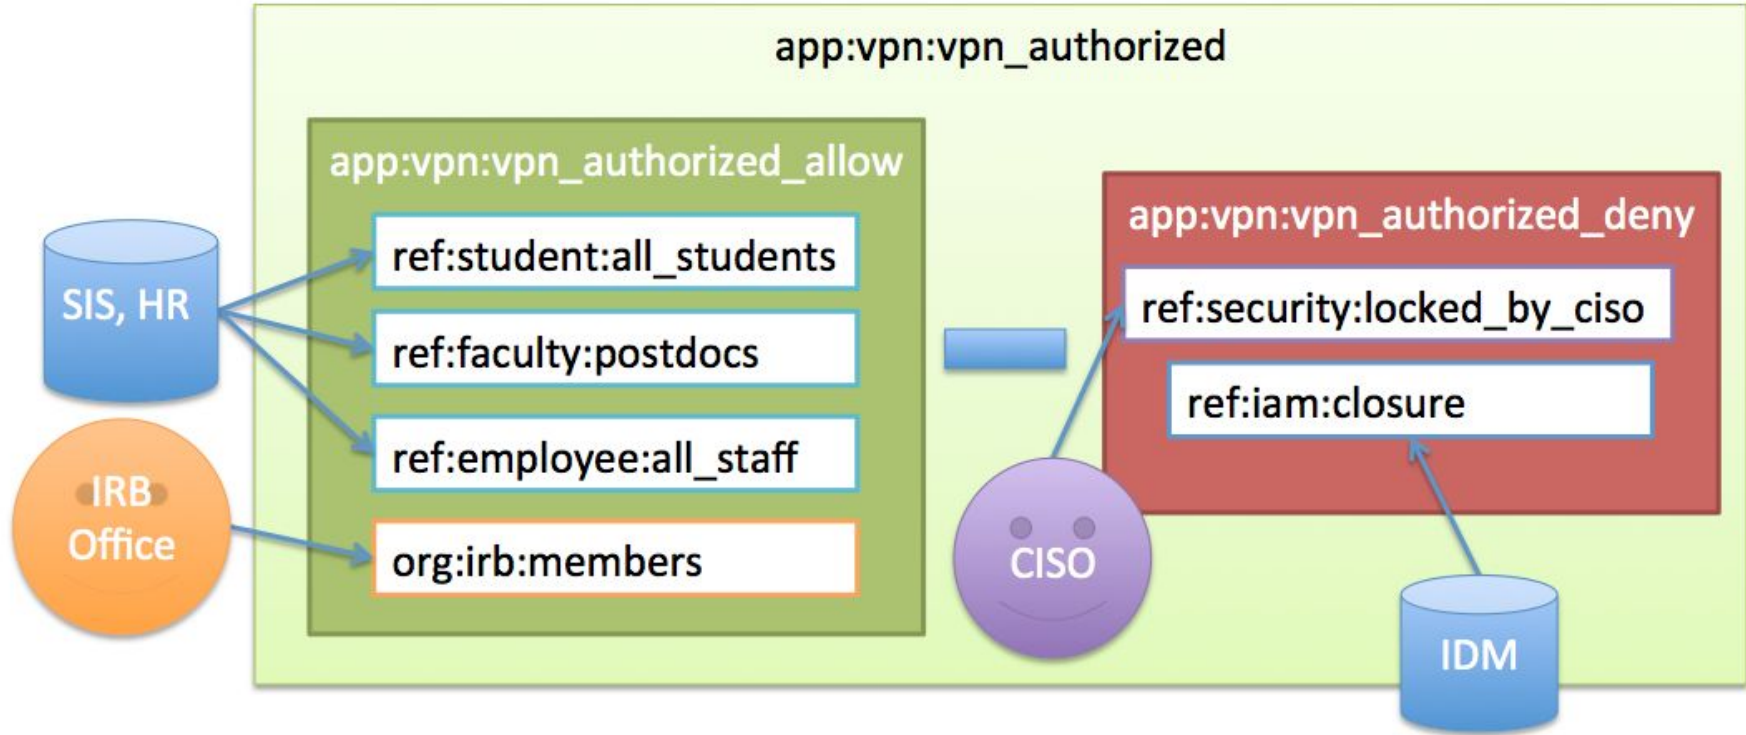 app:vpn:vpn_authorized
app:vpn:vpn_authorized_allow
ref:student:all_students
ref:faculty:postdocs
ref:employee:all_staff
org:irb:members
SIS, HR
IRB
Office
app:vpn:vpn_authorized_deny
ref:security:locked_by_ciso
ref:iam:closure
CISO
IDM